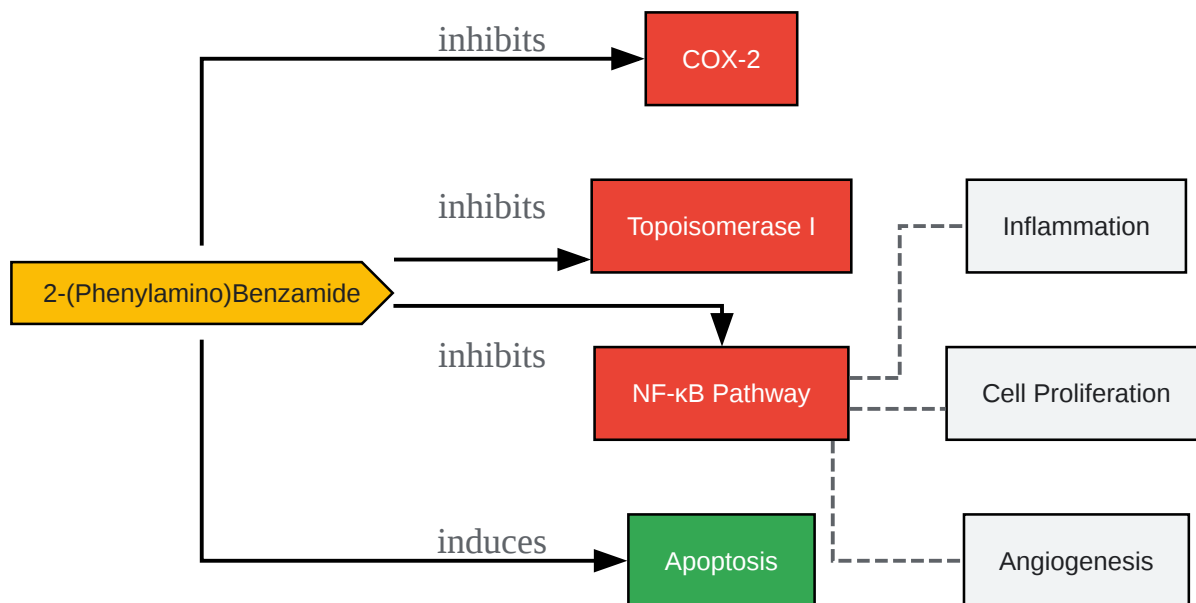 inhibits
COX-2
inhibits
Topoisomerase I
Inflammation
2-(Phenylamino)Benzamide
inhibits
NF-κB Pathway
Cell Proliferation
induces
Apoptosis
Angiogenesis